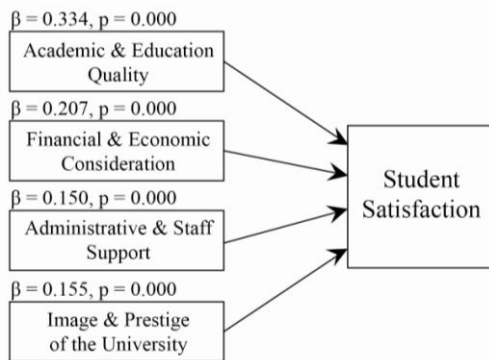 β = 0.334, p = 0.000
Academic & Education
Quality
β = 0.207, p = 0.000
Financial & Economic
Consideration
β = 0.150, p = 0.000
Administrative & Staff
Support
β = 0.155, p = 0.000
Image & Prestige
of the University
Student
Satisfaction